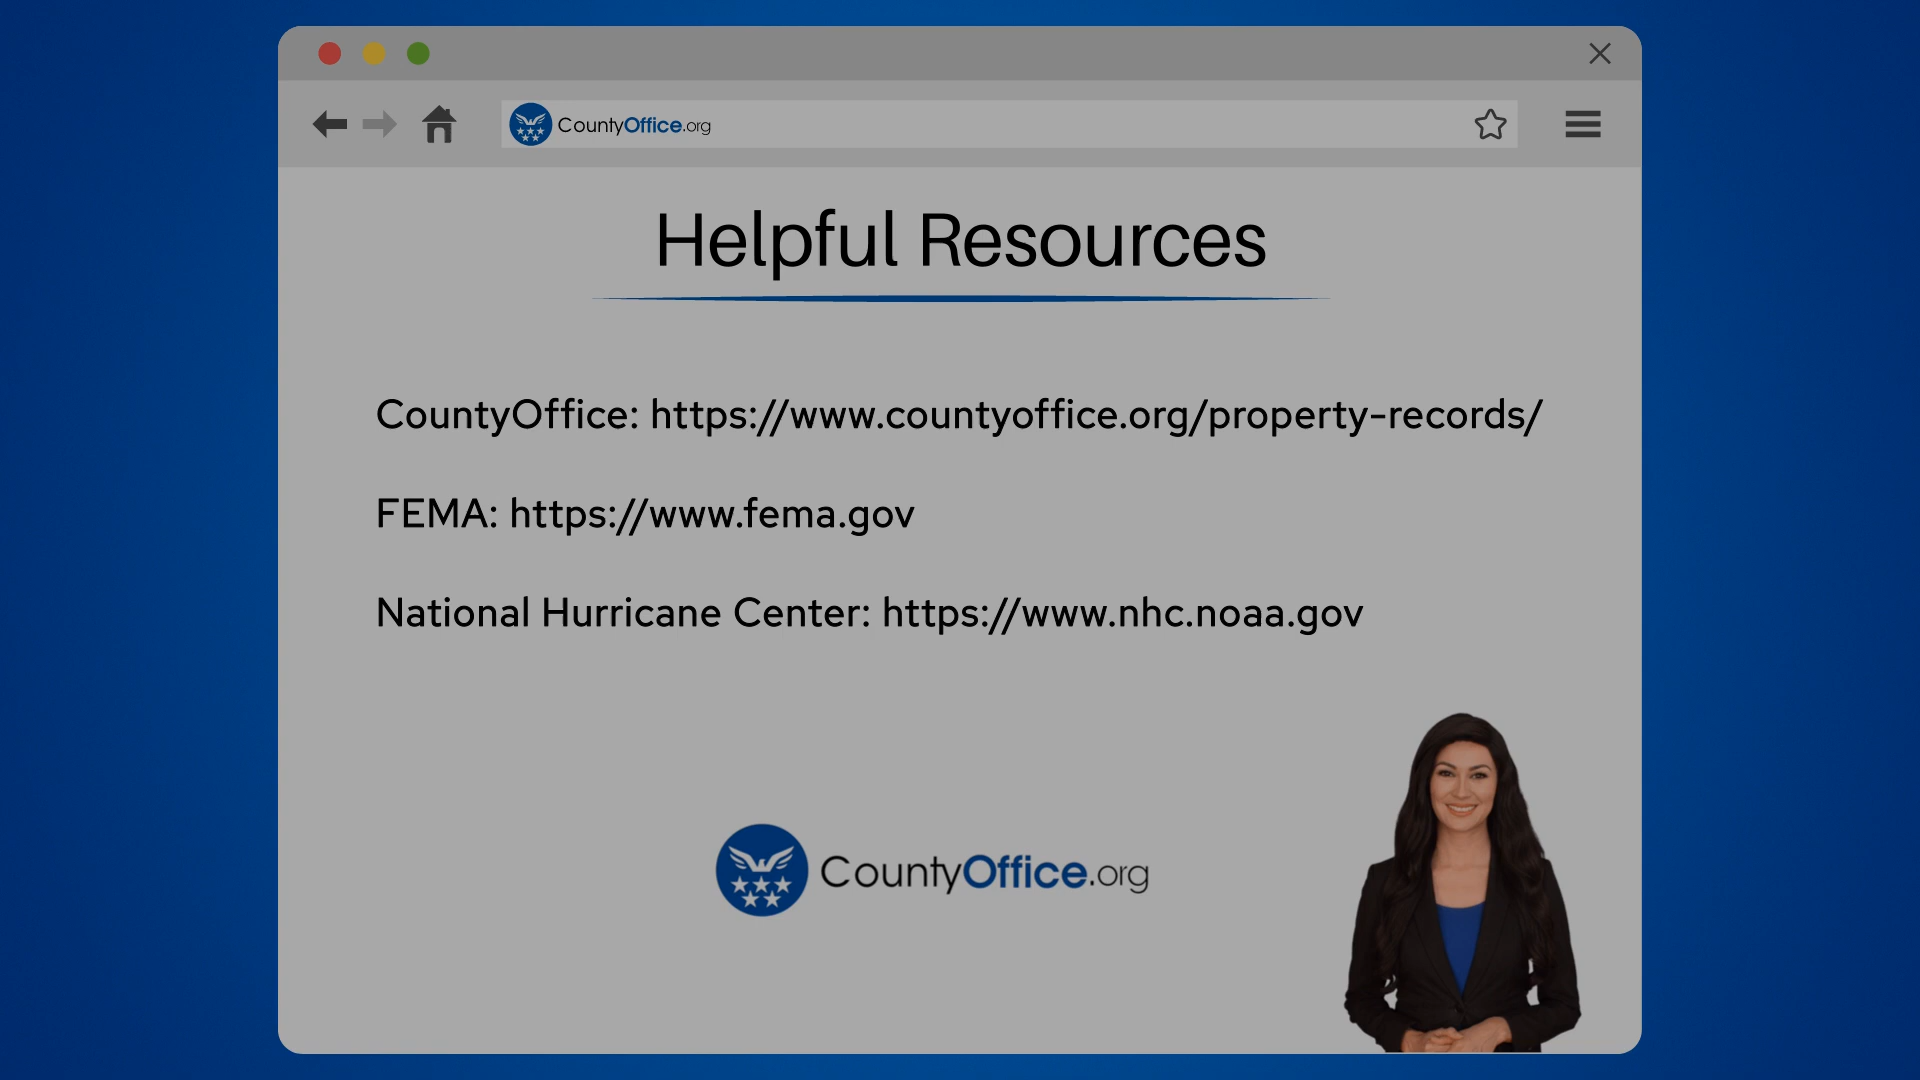 CountyOffice.org
Helpful Resources
CountyOffice: https://www.countyoffice.org/property-records/
FEMA: https://www.fema.gov
National Hurricane Center: https://www.nhc.noaa.gov
CountyOffice.org